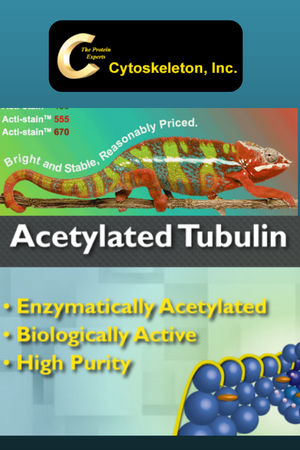 The Protein
Experts
Cytoskeleton, Inc.
Acti-stain™ 555
Acti-stain™ 670
Bright and Stable, Reasonably Priced.
Acetylated Tubulin
• Enzymatically Acetylated
• Biologically Active
• High Purity